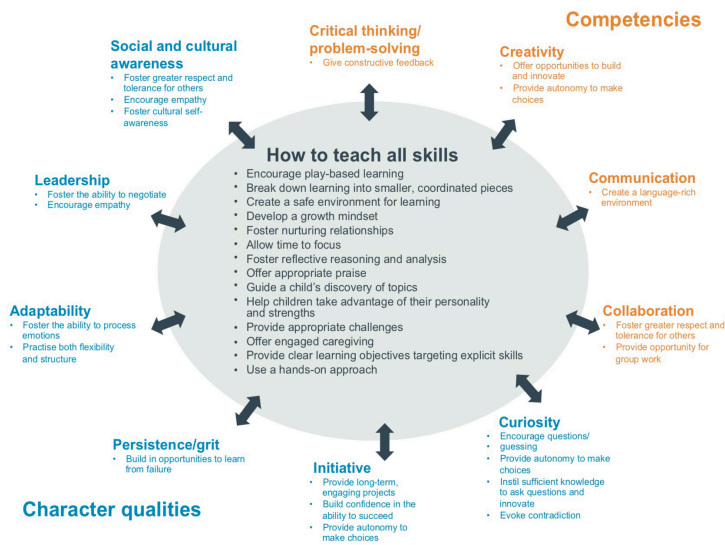 Competencies
Critical thinking/
problem-solving
• Give constructive feedback
Creativity
• Offer opportunities to build
and innovate
• Provide autonomy to make
choices
Communication
• Create a language-rich
environment
Collaboration
• Foster greater respect and
tolerance for others
• Provide opportunity for
group work
Social and cultural
awareness
• Foster greater respect and
tolerance for others
• Encourage empathy
• Foster cultural self-
awareness
Leadership
• Foster the ability to negotiate
• Encourage empathy
Adaptability
• Foster the ability to process
emotions
• Practise both flexibility
and structure
Persistence/grit
• Build in opportunities to learn
from failure
Initiative
• Provide long-term,
engaging projects
• Build confidence in the
ability to succeed
• Provide autonomy to
make choices
Curiosity
• Encourage questions/
guessing
• Provide autonomy to make
choices
• Instil sufficient knowledge
to ask questions and
innovate
• Evoke contradiction
Character qualities
How to teach all skills
• Encourage play-based learning
• Break down learning into smaller, coordinated pieces
• Create a safe environment for learning
• Develop a growth mindset
• Foster nurturing relationships
• Allow time to focus
• Foster reflective reasoning and analysis
• Offer appropriate praise
• Guide a child's discovery of topics
• Help children take advantage of their personality
and strengths
• Provide appropriate challenges
• Offer engaged caregiving
• Provide clear learning objectives targeting explicit skills
• Use a hands-on approach